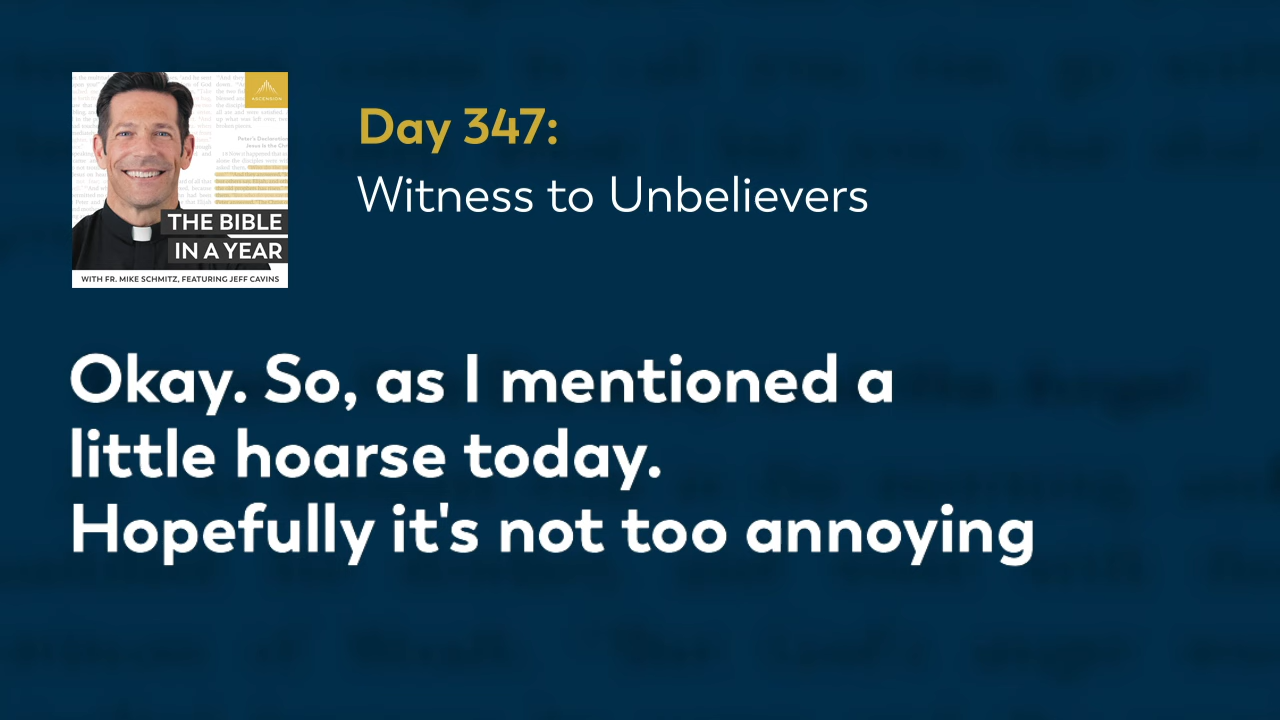 ASCENSION
THE BIBLE
IN A YEAR
WITH FR. MIKE SCHMITZ, FEATURING JEFF CAVINS
Day 347:
Witness to Unbelievers
Okay. So, as I mentioned a
little hoarse today.
Hopefully it's not too annoying